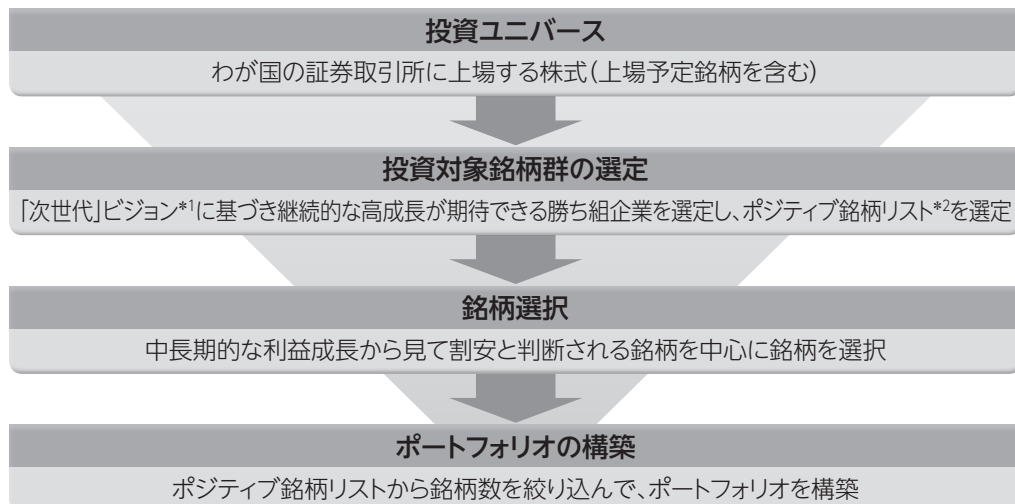 投資ユニバース
わが国の証券取引所に上場する株式(上場予定銘柄を含む)
投資対象銘柄群の選定
「次世代」ビジョン*1に基づき継続的な高成長が期待できる勝ち組企業を選定し、ポジティブ銘柄リスト*2を選定
銘柄選択
中長期的な利益成長から見て割安と判断される銘柄を中心に銘柄を選択
ポートフォリオの構築
ポジティブ銘柄リストから銘柄数を絞り込んで、ポートフォリオを構築